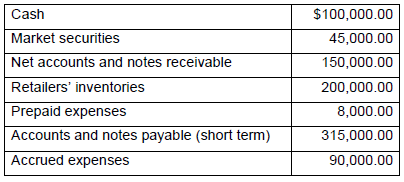 Cash $100,000.00
Market securities 45,000.00
Net accounts and notes receivable 150,000.00
Retailers' inventories 200,000.00
Prepaid expenses 8,000.00
Accounts and notes payable (short term) 315,000.00
Accrued expenses 90,000.00